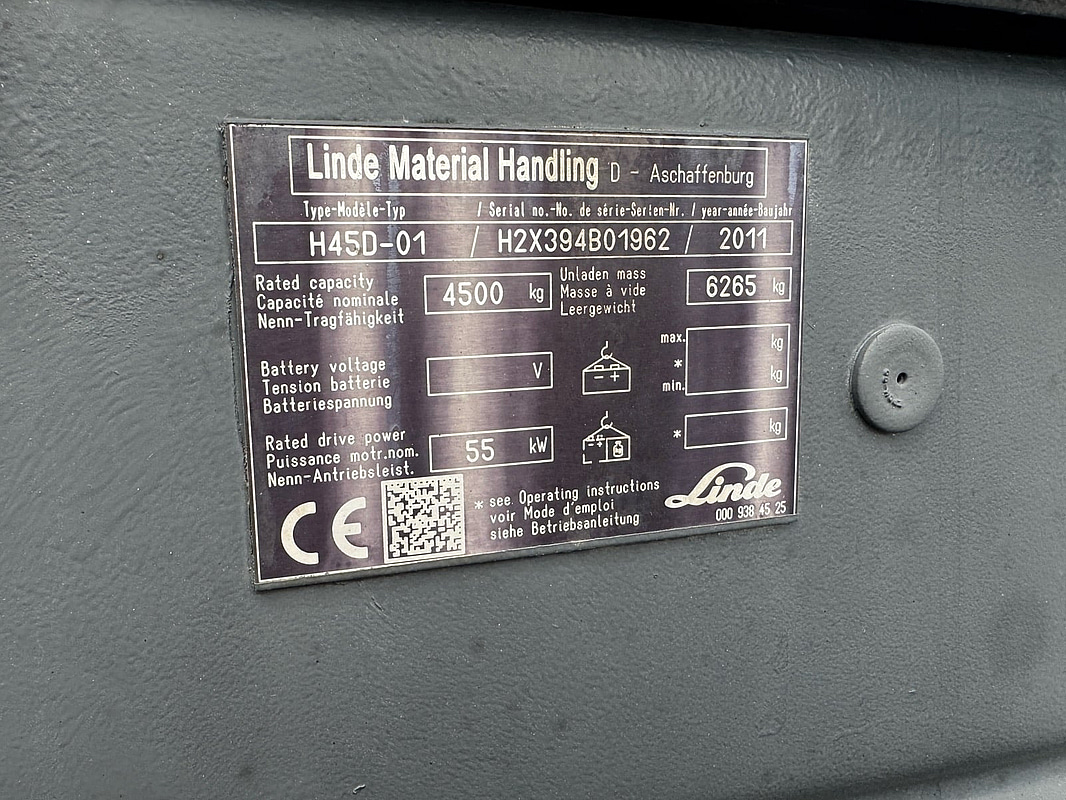 Linde Material Handling D - Aschaffenburg
Type-Modèle-Typ / Serial no.-No. de série-Serien-Nr. / year-année-Baujahr
H45D-01 / H2X394B01962 / 2011
Rated capacity
Capacité nominale
Nenn-Tragfähigkeit
4500 kg
Unladen mass
Masse à vide
Leergewicht
6265 kg
Battery voltage
Tension batterie
Batteriespannung
V
- +
max. kg
*
min. kg
Rated drive power
Puissance motr.nom.
Nenn-Antriebsleist.
55 kW
- +
* kg
CE
* see Operating instructions
voir Mode d'emploi
siehe Betriebsanleitung
Linde
000 938 45 25